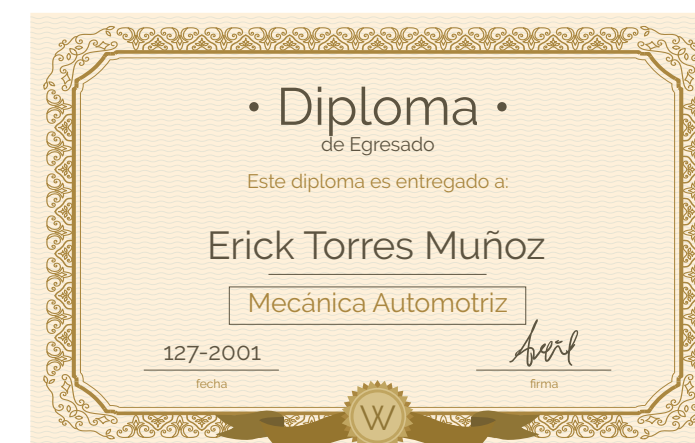 • Diploma •
de Egresado
Este diploma es entregado a:
Erick Torres Muñoz
Mecánica Automotriz
127-2001
fecha
firma
W